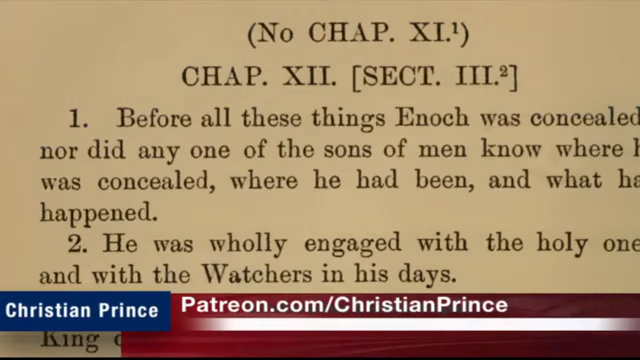 (No CHAP. XI.¹)
CHAP. XII. [SECT. III.²]
1. Before all these things Enoch was concealed
nor did any one of the sons of men know where
was concealed, where he had been, and what
happened.
2. He was wholly engaged with the holy
and with the Watchers in his days.
Christian Prince
Patreon.com/ChristianPrince
King